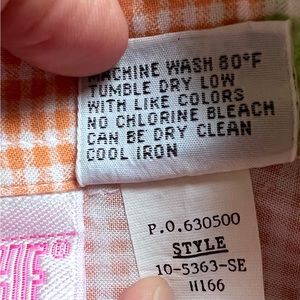 MACHINE WASH 80°F
TUMBLE DRY LOW
WITH LIKE COLORS
NO CHLORINE BLEACH
CAN BE DRY CLEAN
COOL IRON
P.O.630500
STYLE
10-5363-SE
H166